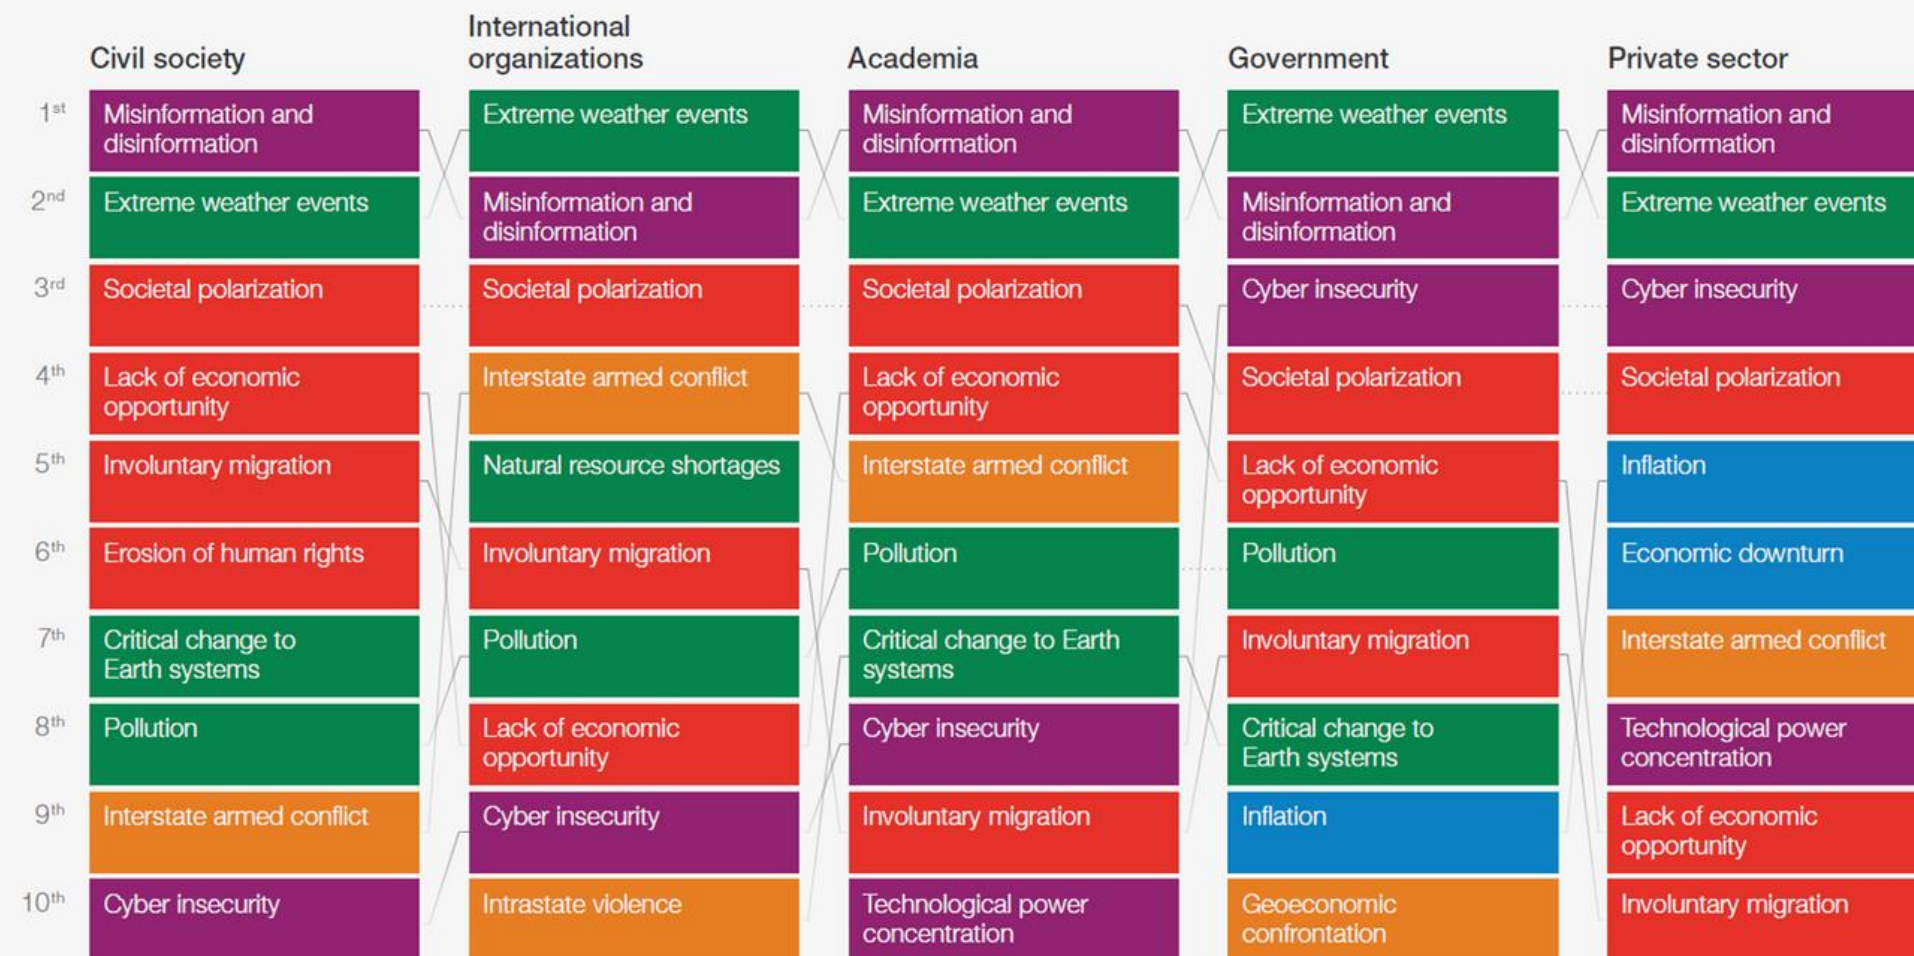 Civil society
International
organizations
Academia
Government
Private sector
1st
Misinformation and
disinformation
Extreme weather events
Misinformation and
disinformation
Extreme weather events
Misinformation and
disinformation
2nd
Extreme weather events
Misinformation and
disinformation
Extreme weather events
Misinformation and
disinformation
Extreme weather events
3rd
Societal polarization
Societal polarization
Societal polarization
Cyber insecurity
Cyber insecurity
4th
Lack of economic
opportunity
Interstate armed conflict
Lack of economic
opportunity
Societal polarization
Societal polarization
5th
Involuntary migration
Natural resource shortages
Interstate armed conflict
Lack of economic
opportunity
Inflation
6th
Erosion of human rights
Involuntary migration
Pollution
Pollution
Economic downturn
7th
Critical change to
Earth systems
Pollution
Critical change to Earth
systems
Involuntary migration
Interstate armed conflict
8th
Pollution
Lack of economic
opportunity
Cyber insecurity
Critical change to
Earth systems
Technological power
concentration
9th
Interstate armed conflict
Cyber insecurity
Involuntary migration
Inflation
Lack of economic
opportunity
10th
Cyber insecurity
Intrastate violence
Technological power
concentration
Geoeconomic
confrontation
Involuntary migration